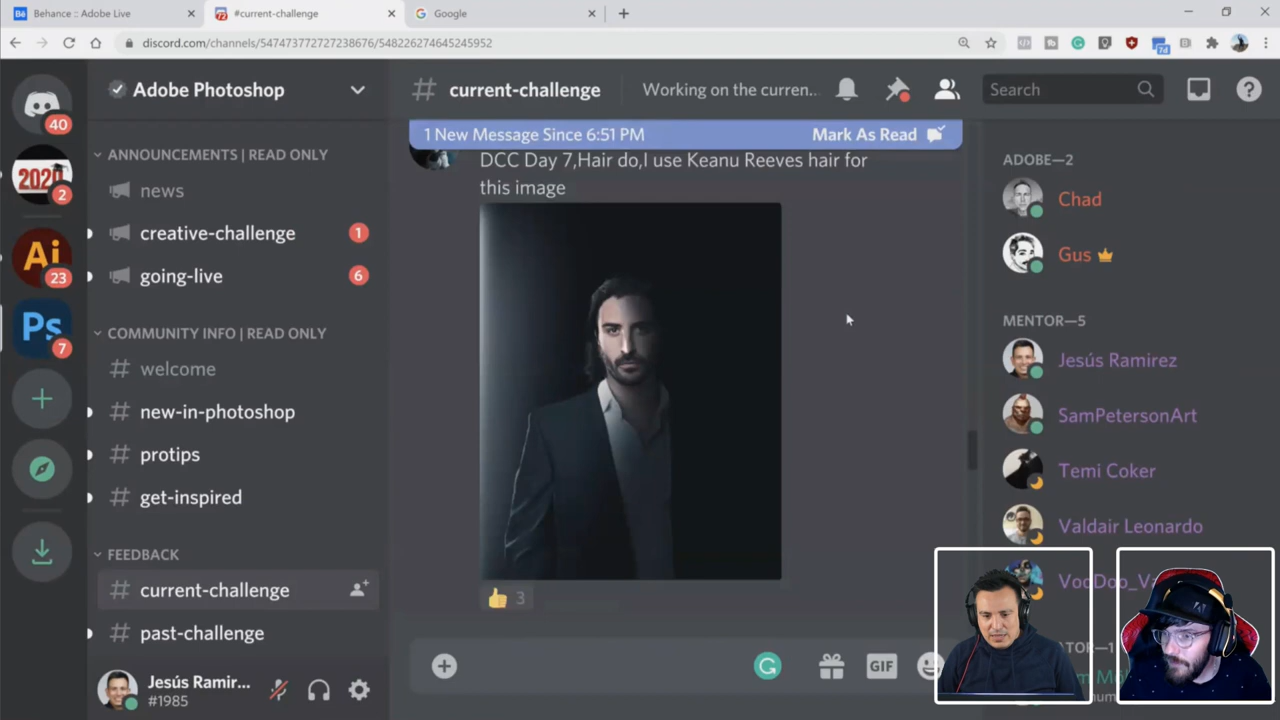 Behance :: Adobe Live
#current-challenge
Google
discord.com/channels/547473772727238676/548226274645245952
7d
40
2020
2
Ai
23
Ps
7
Adobe Photoshop
ANNOUNCEMENTS | READ ONLY
news
creative-challenge
1
going-live
6
COMMUNITY INFO | READ ONLY
# welcome
# new-in-photoshop
# protips
# get-inspired
FEEDBACK
# current-challenge
# past-challenge
Jesús Ramir...
#1985
# current-challenge
Working on the curren...
Search
1 New Message Since 6:51 PM
Mark As Read
DCC Day 7,Hair do,I use Keanu Reeves hair for
this image
3
GIF
ADOBE—2
Chad
Gus
MENTOR—5
Jesús Ramirez
SamPetersonArt
Temi Coker
Valdair Leonardo